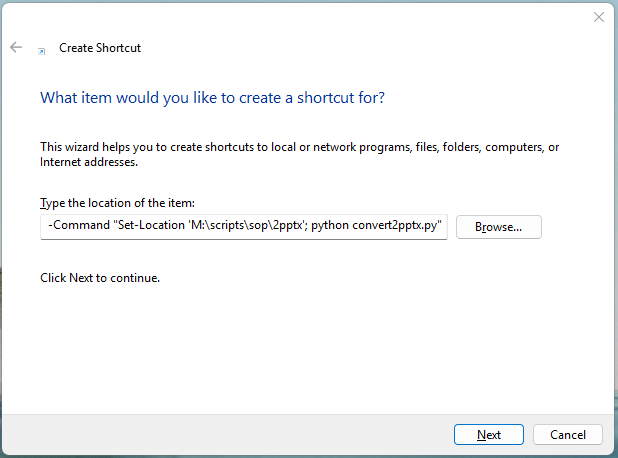 Create Shortcut
What item would you like to create a shortcut for?
This wizard helps you to create shortcuts to local or network programs, files, folders, computers, or
Internet addresses.
Type the location of the item:
-Command "Set-Location 'M:\scripts\sop\2pptx'; python convert2pptx.py"
Browse...
Click Next to continue.
Next
Cancel